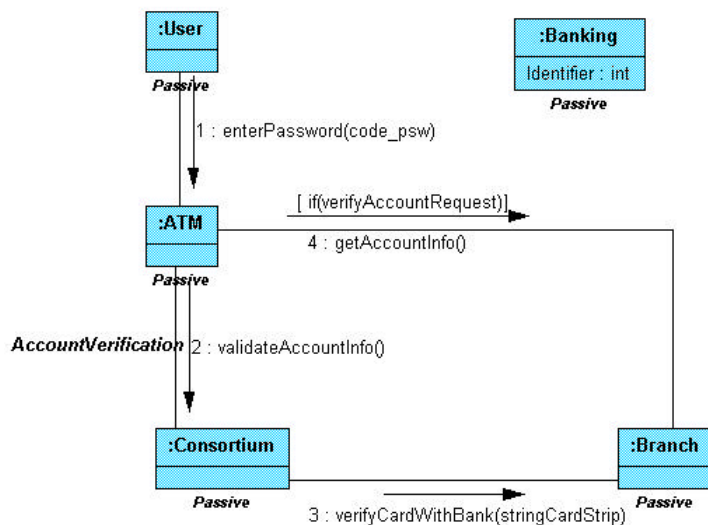 :User
Passive
:Banking
Identifier : int
Passive
1 : enterPassword(code_psw)
[ if(verifyAccountRequest)]
:ATM
4 : getAccountInfo()
Passive
AccountVerification
2 : validateAccountInfo()
:Consortium
Passive
:Branch
Passive
3 : verifyCardWithBank(stringCardStrip)